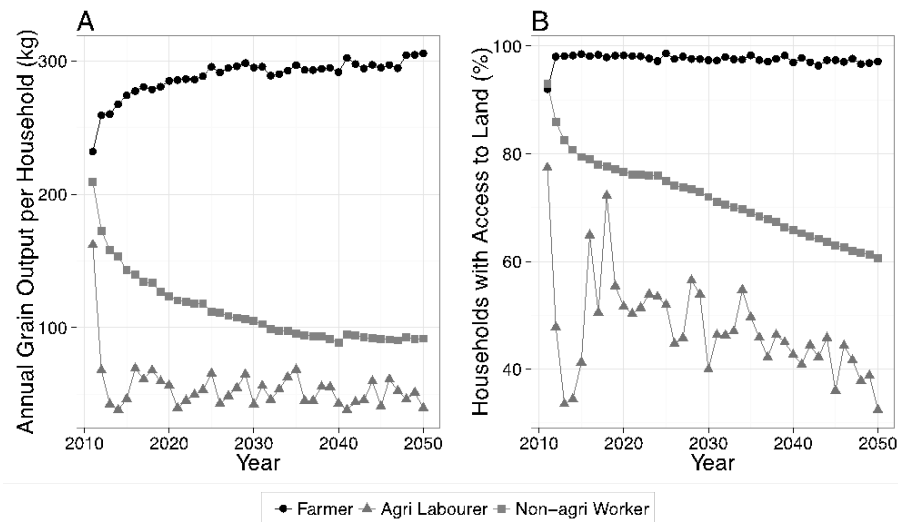 A
B
Annual Grain Output per Household (kg)
300
200
100
2010 2020 2030 2040 2050
Year
Households with Access to Land (%)
100
80
60
40
2010 2020 2030 2040 2050
Year
Farmer Agri Labourer Non-agri Worker